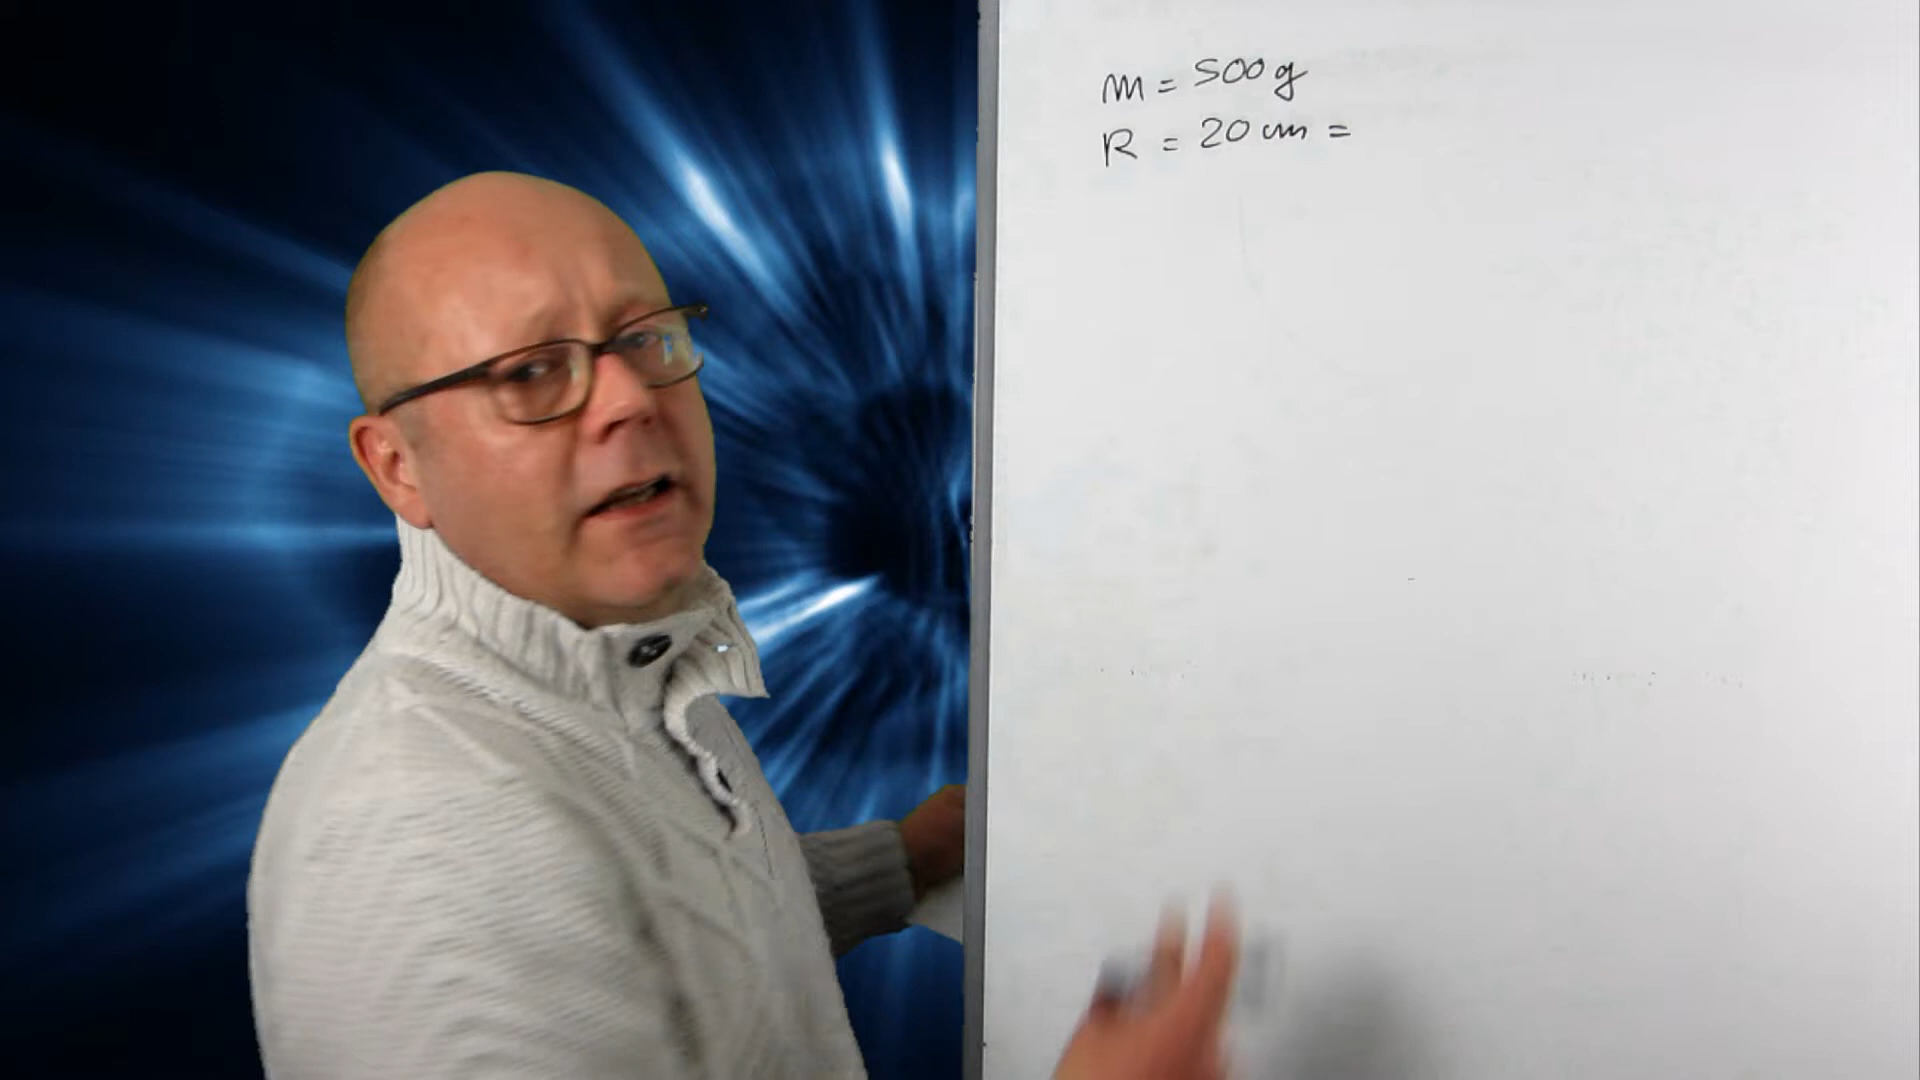 m = 500 g
R = 20 cm =